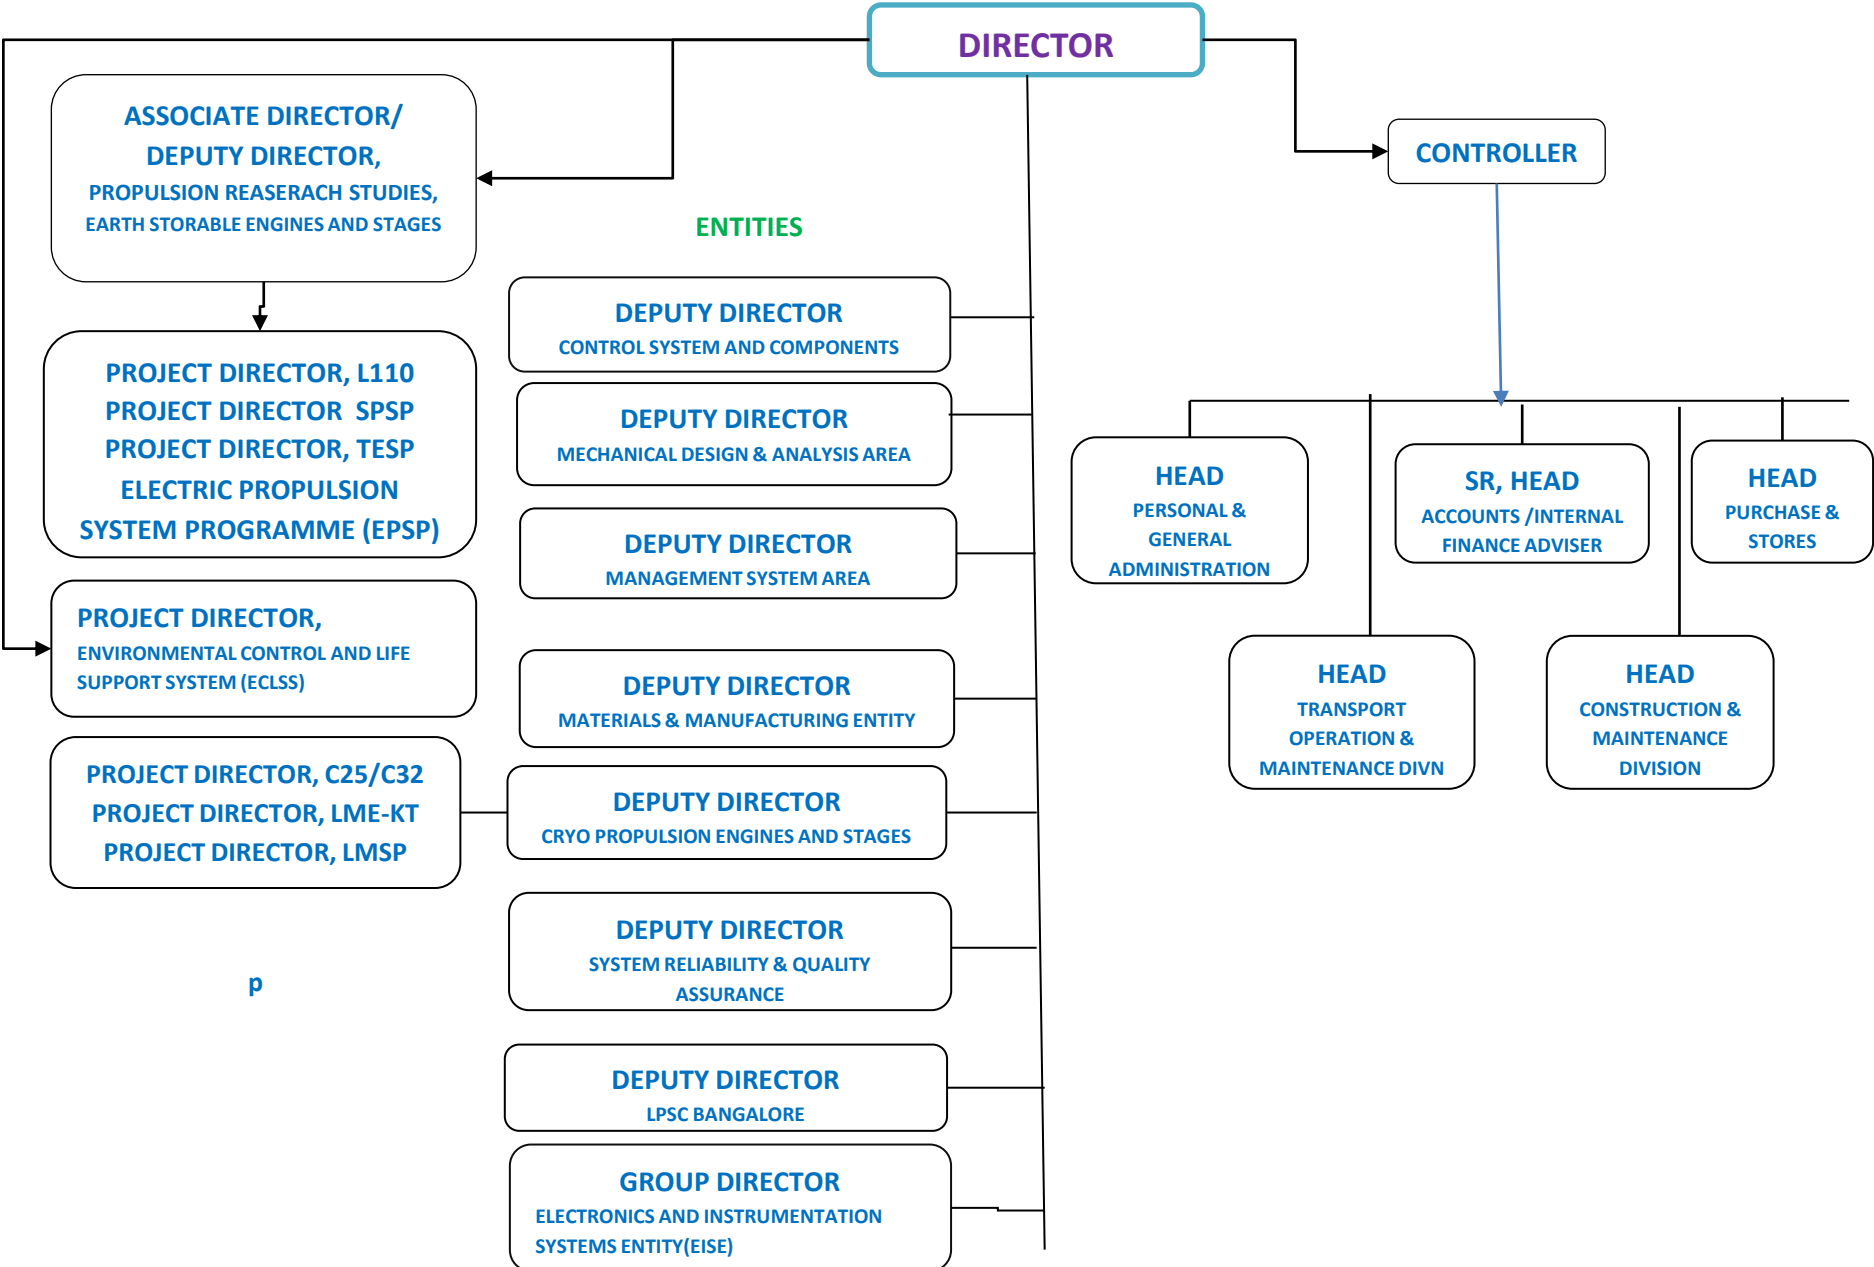 DIRECTOR
ASSOCIATE DIRECTOR/
DEPUTY DIRECTOR,
PROPULSION REASERACH STUDIES,
EARTH STORABLE ENGINES AND STAGES
CONTROLLER
ENTITIES
PROJECT DIRECTOR, L110
PROJECT DIRECTOR  SPSP
PROJECT DIRECTOR, TESP
ELECTRIC PROPULSION
SYSTEM PROGRAMME (EPSP)
PROJECT DIRECTOR,
ENVIRONMENTAL CONTROL AND LIFE
SUPPORT SYSTEM (ECLSS)
PROJECT DIRECTOR, C25/C32
PROJECT DIRECTOR, LME-KT
PROJECT DIRECTOR, LMSP
p
DEPUTY DIRECTOR
CONTROL SYSTEM AND COMPONENTS
DEPUTY DIRECTOR
MECHANICAL DESIGN & ANALYSIS AREA
DEPUTY DIRECTOR
MANAGEMENT SYSTEM AREA
DEPUTY DIRECTOR
MATERIALS & MANUFACTURING ENTITY
DEPUTY DIRECTOR
CRYO PROPULSION ENGINES AND STAGES
DEPUTY DIRECTOR
SYSTEM RELIABILITY & QUALITY
ASSURANCE
DEPUTY DIRECTOR
LPSC BANGALORE
GROUP DIRECTOR
ELECTRONICS AND INSTRUMENTATION
SYSTEMS ENTITY(EISE)
HEAD
PERSONAL &
GENERAL
ADMINISTRATION
SR, HEAD
ACCOUNTS /INTERNAL
FINANCE ADVISER
HEAD
PURCHASE &
STORES
HEAD
TRANSPORT
OPERATION &
MAINTENANCE DIVN
HEAD
CONSTRUCTION &
MAINTENANCE
DIVISION